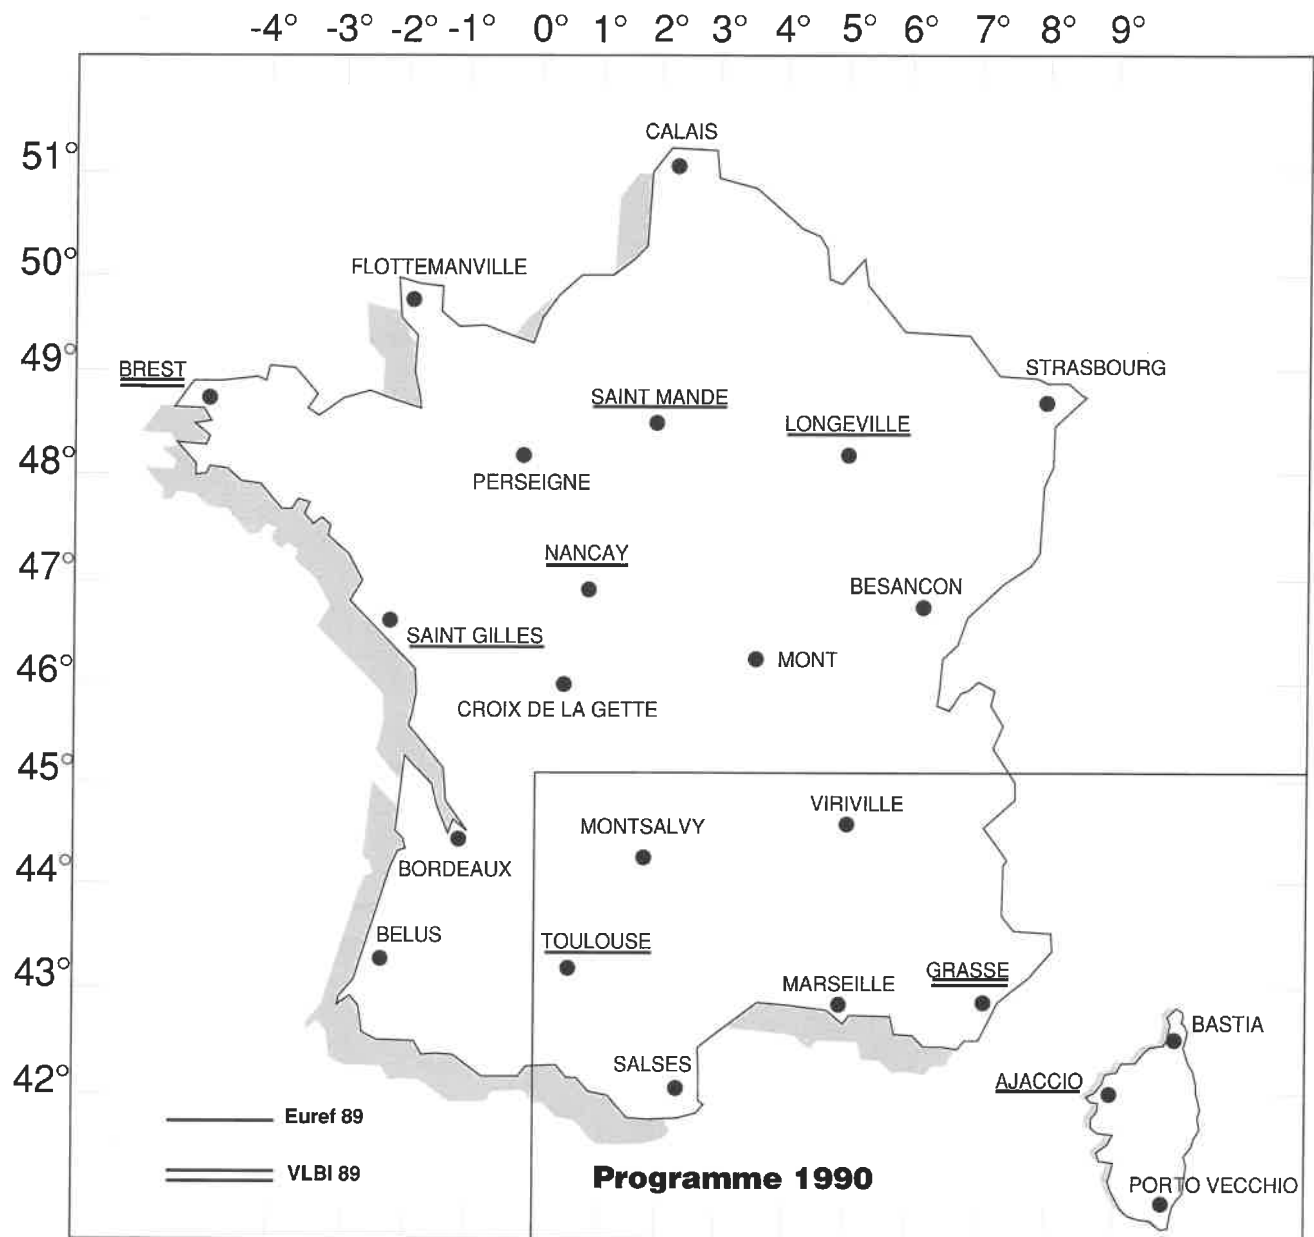 -4° -3° -2° -1° 0° 1° 2° 3° 4° 5° 6° 7° 8° 9°
CALAIS
51°
50°
FLOTTEMANVILLE
49°
BREST
STRASBOURG
SAINT MANDE
LONGEVILLE
48°
PERSEIGNE
NANCAY
47°
BESANCON
SAINT GILLES
MONT
46°
CROIX DE LA GETTE
45°
VIRIVILLE
MONTSALVY
44°
BORDEAUX
BELUS
TOULOUSE
43°
GRASSE
MARSEILLE
BASTIA
SALSES
42°
AJACCIO
Euref 89
VLBI 89
Programme 1990
PORTO VECCHIO